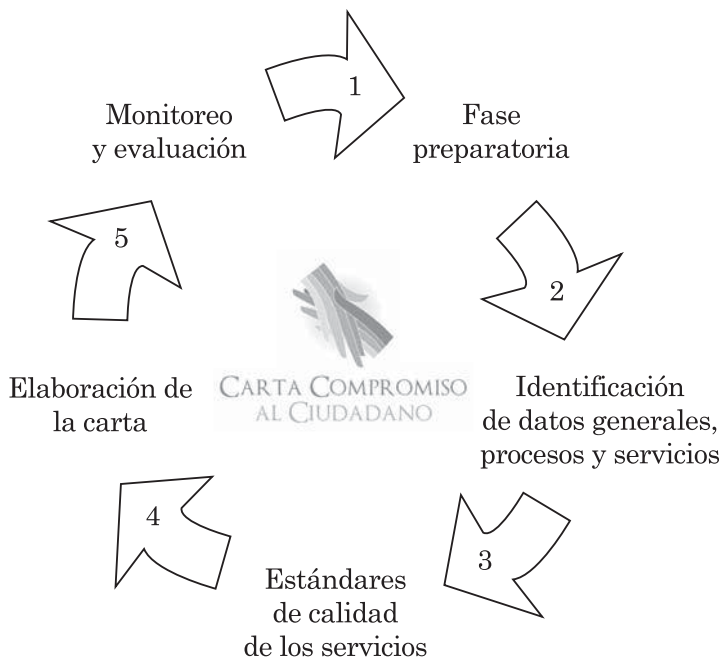 1
Fase
preparatoria
2
Identificación
de datos generales,
procesos y servicios
3
Estándares
de calidad
de los servicios
4
Elaboración de
la carta
5
Monitoreo
y evaluación
CARTA COMPROMISO
AL CIUDADANO